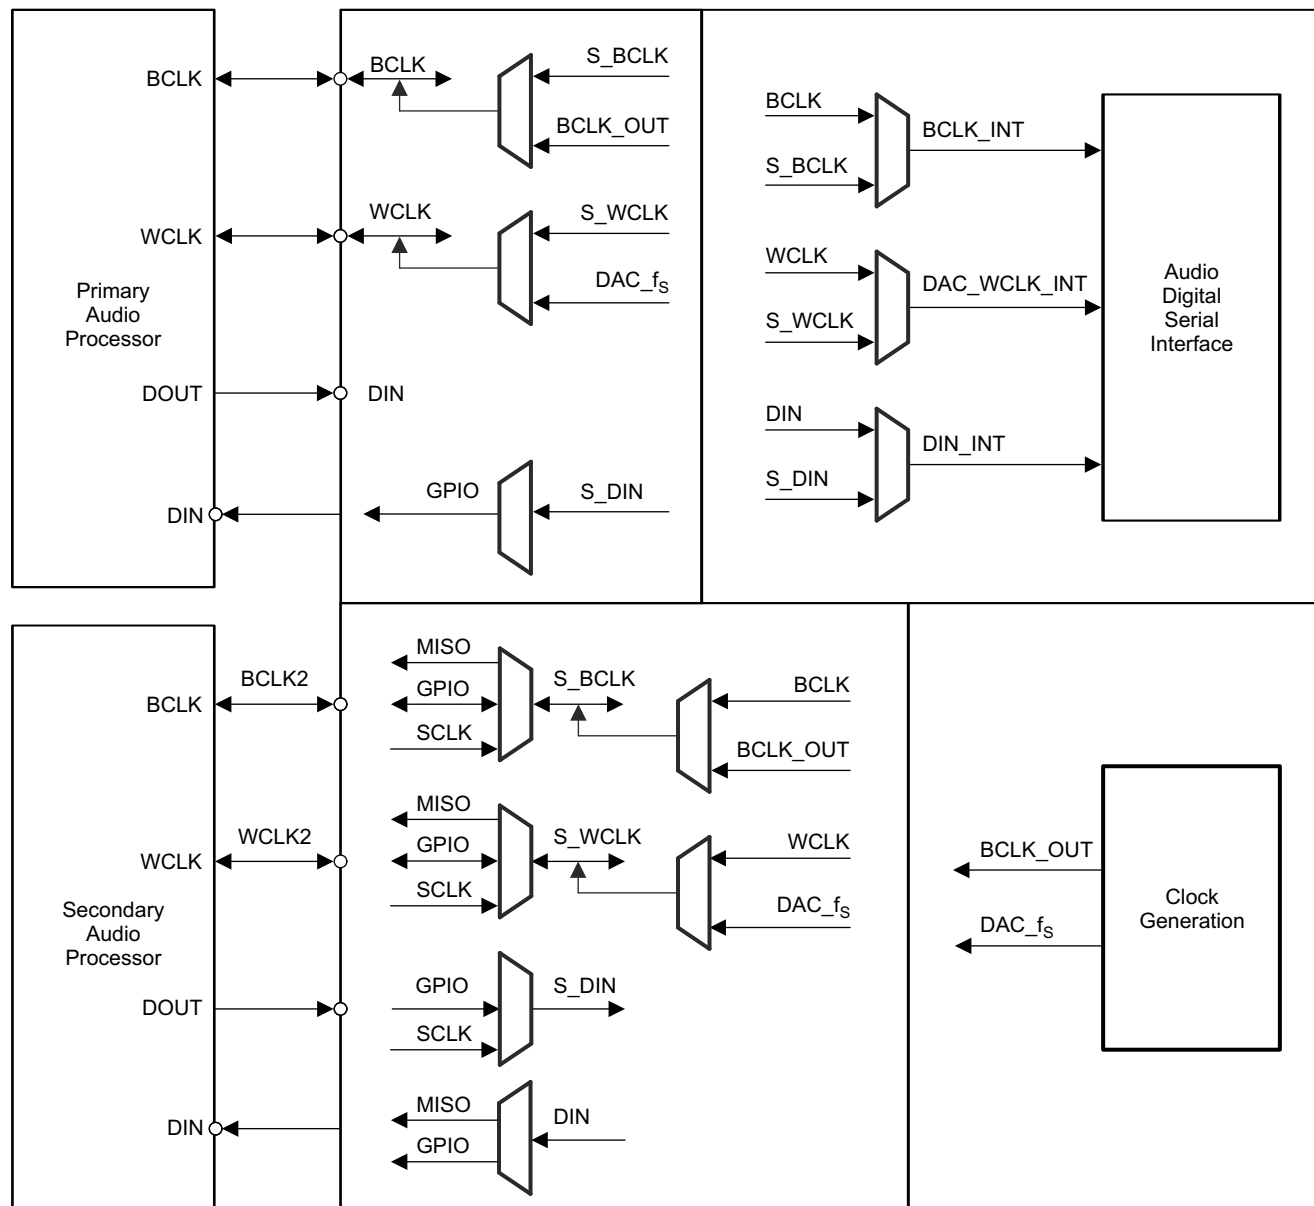 BCLK
WCLK
Primary
Audio
Processor
DOUT
DIN
BCLK
S_BCLK
BCLK_OUT
WCLK
S_WCLK
DAC_fS
DIN
GPIO
S_DIN
BCLK
S_BCLK
BCLK_INT
WCLK
S_WCLK
DAC_WCLK_INT
DIN
S_DIN
DIN_INT
Audio
Digital
Serial
Interface
BCLK
BCLK2
WCLK
WCLK2
Secondary
Audio
Processor
DOUT
DIN
MISO
GPIO
SCLK
S_BCLK
BCLK
BCLK_OUT
MISO
GPIO
SCLK
S_WCLK
WCLK
DAC_fS
GPIO
SCLK
S_DIN
MISO
GPIO
DIN
BCLK_OUT
DAC_fS
Clock
Generation